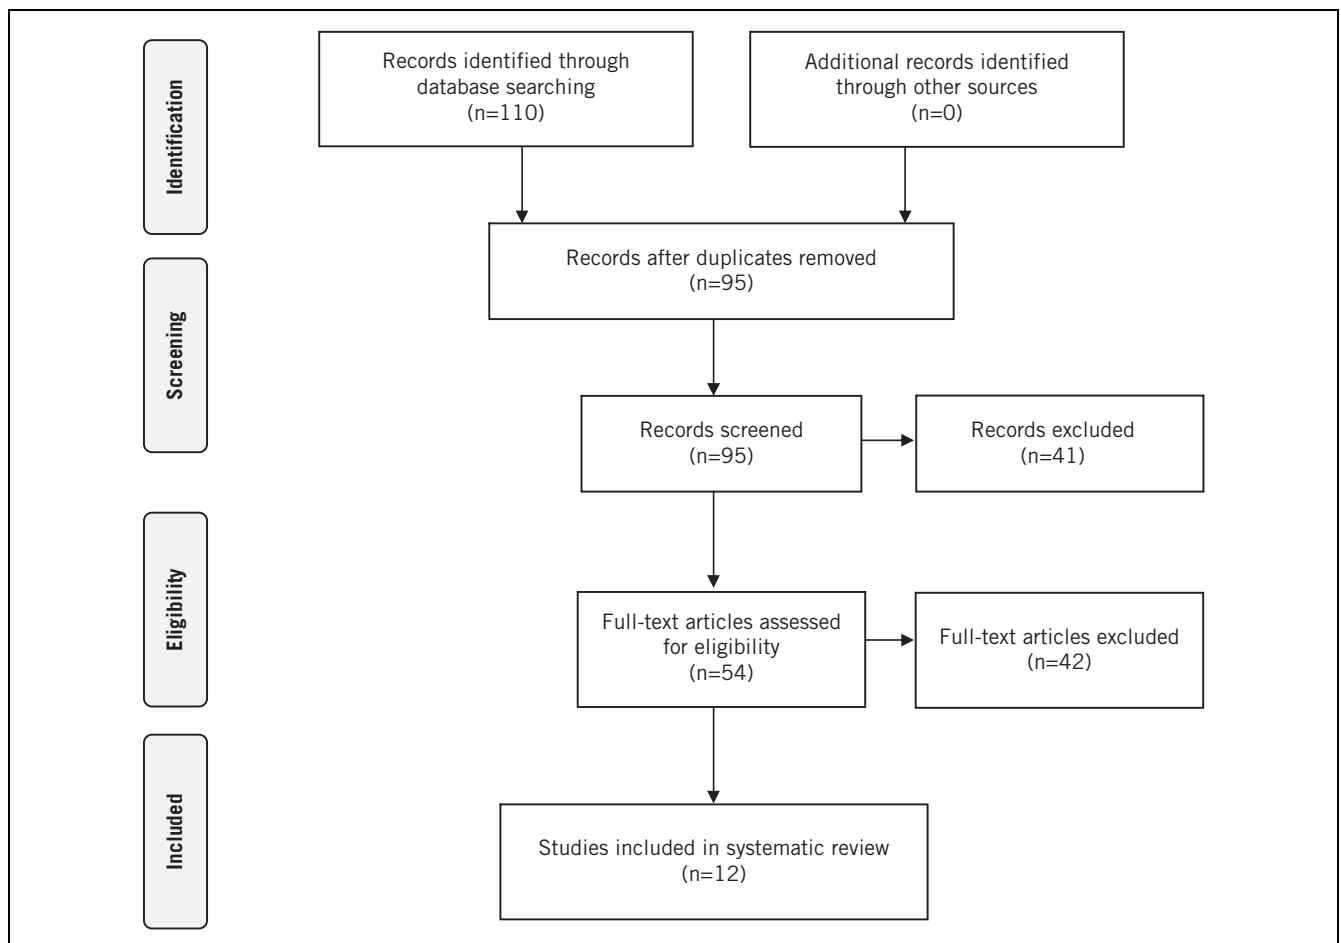 Identification
Records identified through
database searching
(n=110)
Additional records identified
through other sources
(n=0)
Records after duplicates removed
(n=95)
Screening
Records screened
(n=95)
Records excluded
(n=41)
Eligibility
Full-text articles assessed
for eligibility
(n=54)
Full-text articles excluded
(n=42)
Included
Studies included in systematic review
(n=12)